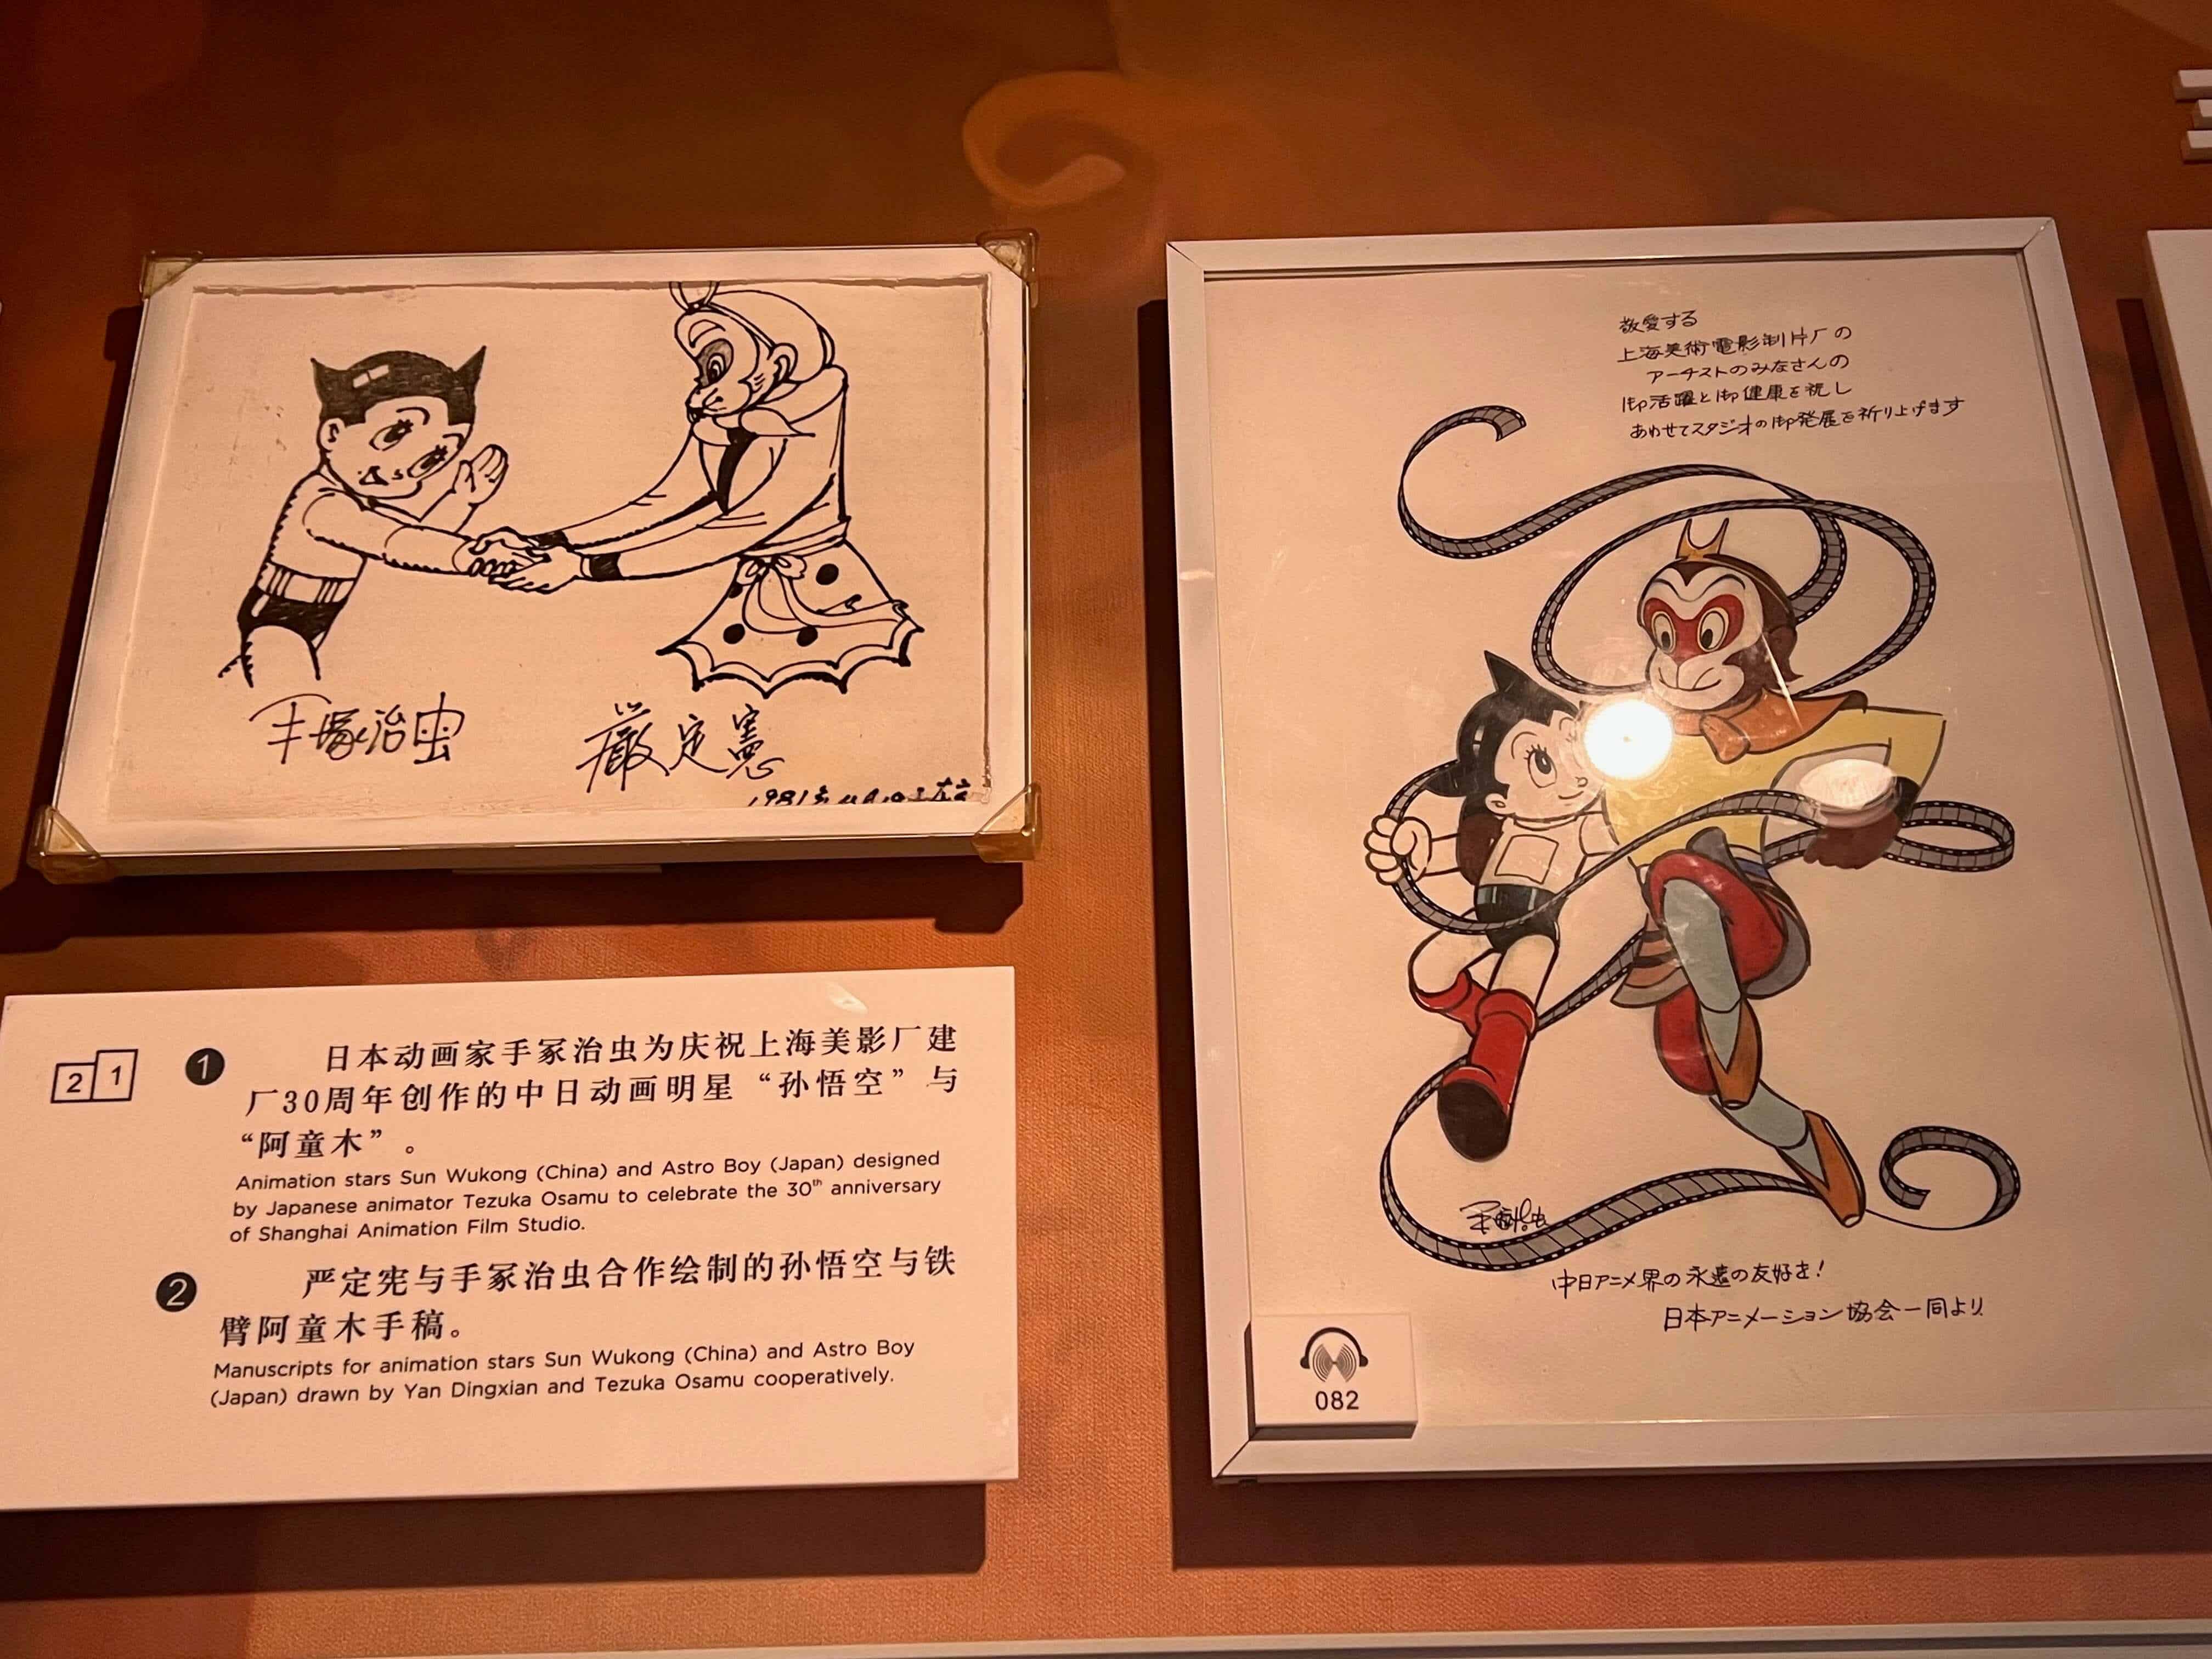 手塚治虫
嚴定憲
1981
敬愛する
上海美術電影制片厂の
アーチストのみなさんの
御活躍と御健康を祝し
あわせてスタジオの御発展を祈り上げます
手塚治虫
中日アニメ界の永遠の友好を!
日本アニメーション協会一同より
082
2 1
1 日本动画家手冢治虫为庆祝上海美影厂建
厂30周年创作的中日动画明星“孙悟空”与
“阿童木”。
Animation stars Sun Wukong (China) and Astro Boy (Japan) designed
by Japanese animator Tezuka Osamu to celebrate the 30th anniversary
of Shanghai Animation Film Studio.
2 严定宪与手冢治虫合作绘制的孙悟空与铁
臂阿童木手稿。
Manuscripts for animation stars Sun Wukong (China) and Astro Boy
(Japan) drawn by Yan Dingxian and Tezuka Osamu cooperatively.